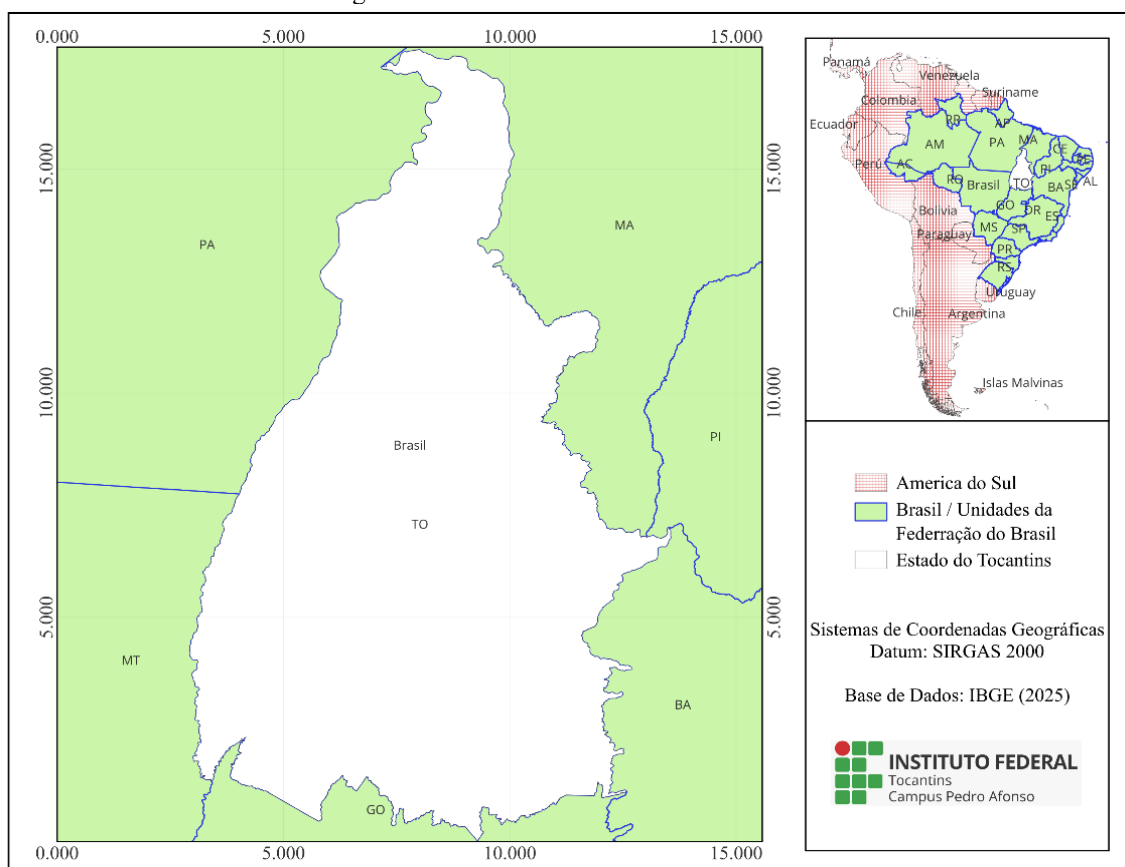 0.000 5.000 10.000 15.000
15.000
10.000
5.000
PA
MA
PI
Brasil
TO
MT
BA
GO
15.000
10.000
5.000
0.000 5.000 10.000 15.000
Panamá
Venezuela
Suriname
Colombia
Ecuador
RR
AP
AM
PA
MA
CE
Perú
AC
RO
Brasil
TO
PI
PE
BA
SE
AL
GO
Bolivia
DR
ES
MS
SP
Paraguay
PR
RS
Uruguay
Chile
Argentina
Islas Malvinas
America do Sul
Brasil / Unidades da
Federração do Brasil
Estado do Tocantins
Sistemas de Coordenadas Geográficas
Datum: SIRGAS 2000
Base de Dados: IBGE (2025)
INSTITUTO FEDERAL
Tocantins
Campus Pedro Afonso